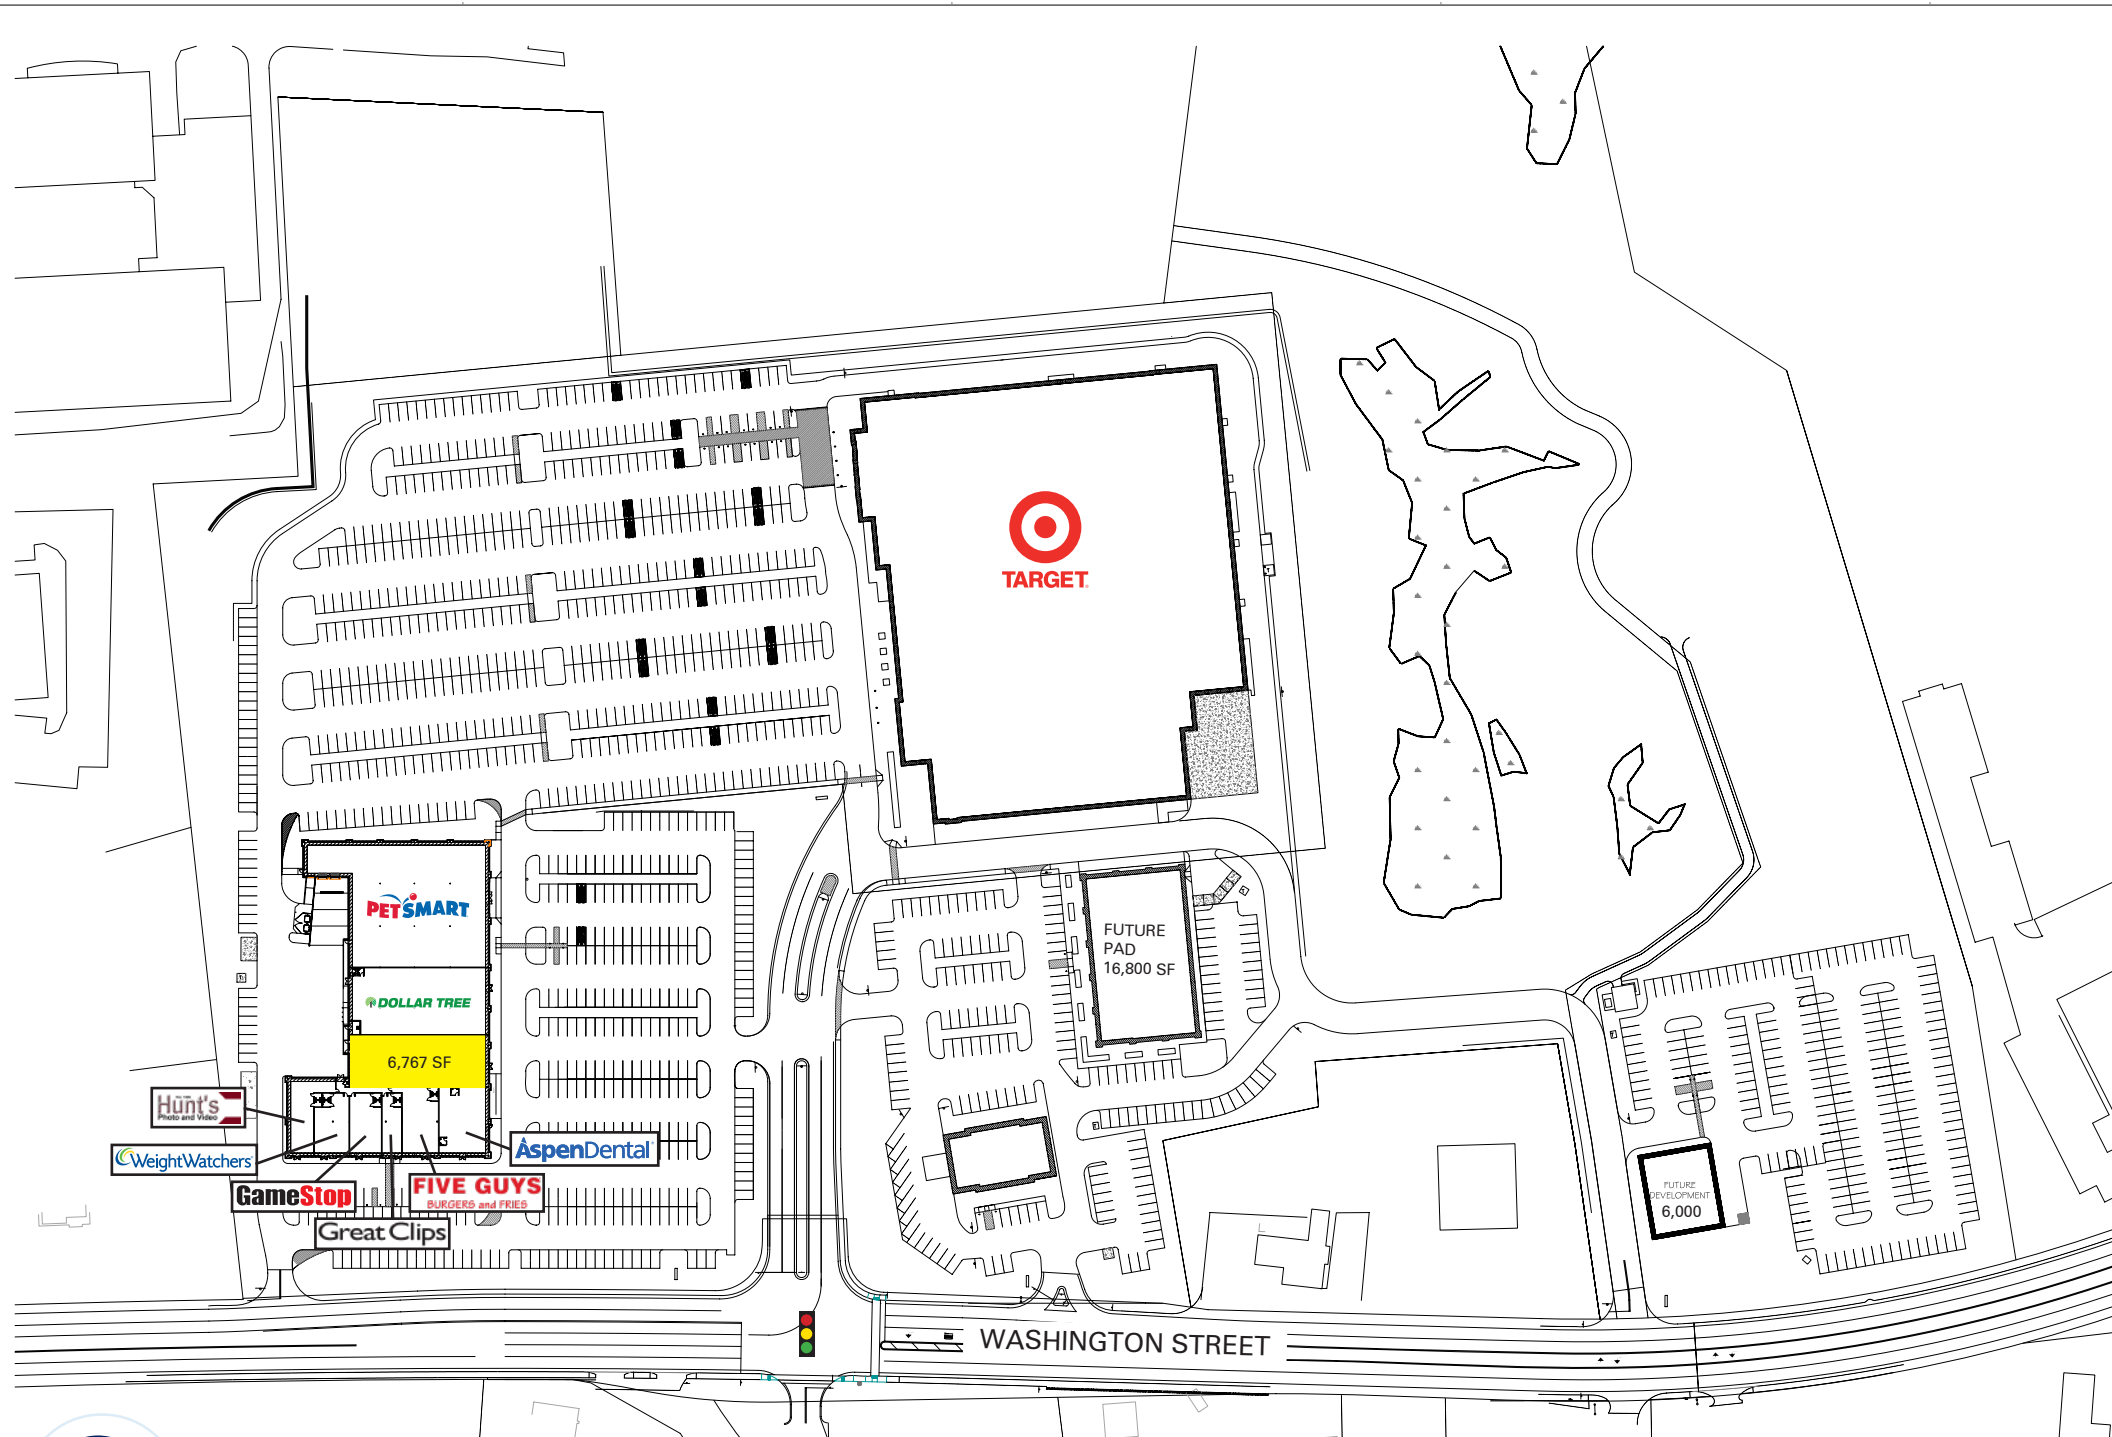 TARGET
PETSMART
DOLLAR TREE
6,767 SF
Hunt's
Photo and Video
WeightWatchers
GameStop
Great Clips
FIVE GUYS
BURGERS and FRIES
AspenDental
FUTURE
PAD
16,800 SF
FUTURE
DEVELOPMENT
6,000
WASHINGTON STREET